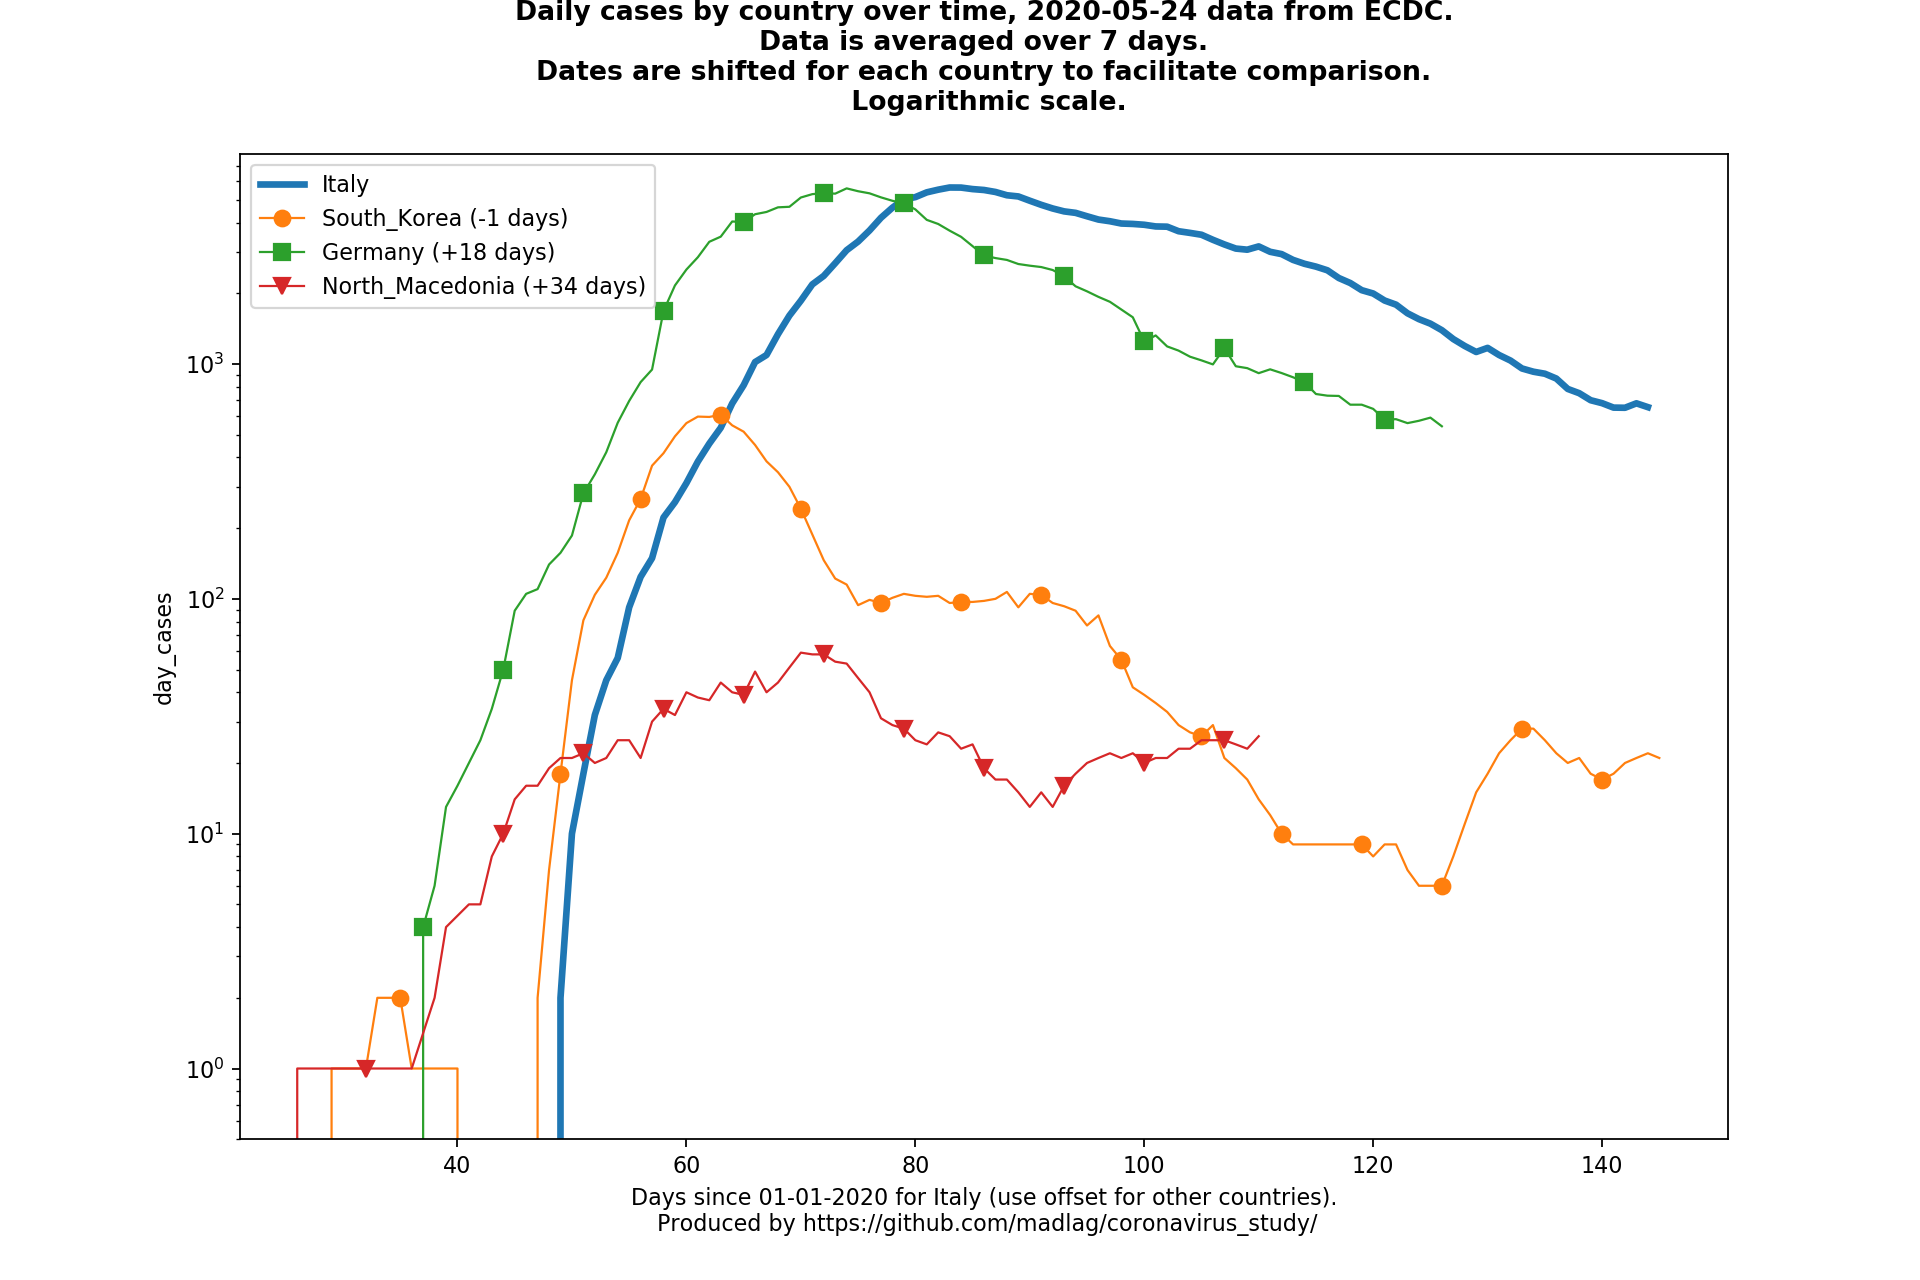 Daily cases by country over time, 2020-05-24 data from ECDC.
Data is averaged over 7 days.
Dates are shifted for each country to facilitate comparison.
Logarithmic scale.
Italy
South_Korea (-1 days)
Germany (+18 days)
North_Macedonia (+34 days)
day_cases
10³
10²
10¹
10⁰
40 60 80 100 120 140
Days since 01-01-2020 for Italy (use offset for other countries).
Produced by https://github.com/madlag/coronavirus_study/